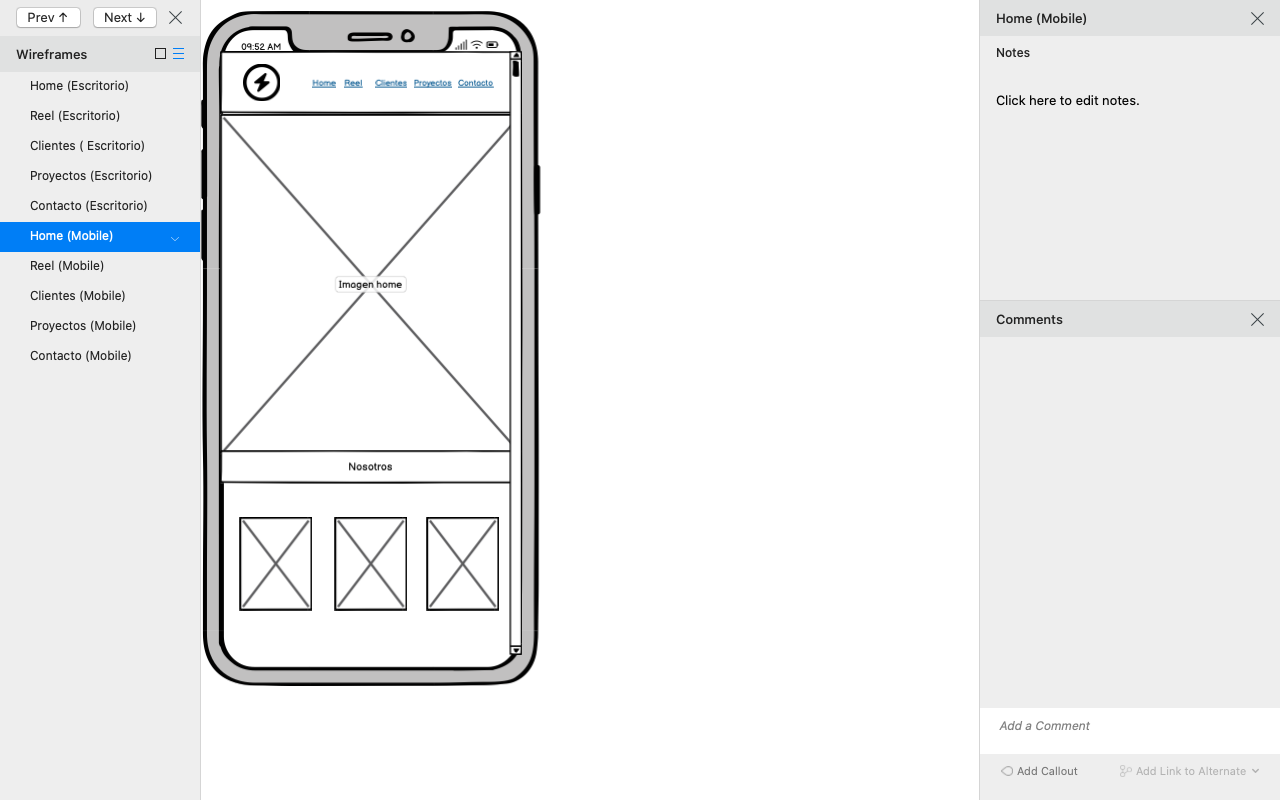 Prev ↑ Next ↓
Wireframes
Home (Escritorio)
Reel (Escritorio)
Clientes ( Escritorio)
Proyectos (Escritorio)
Contacto (Escritorio)
Home (Mobile)
Reel (Mobile)
Clientes (Mobile)
Proyectos (Mobile)
Contacto (Mobile)
09:52 AM
Home Reel Clientes Proyectos Contacto
Imagen home
Nosotros
Home (Mobile)
Notes
Click here to edit notes.
Comments
Add a Comment
Add Callout Add Link to Alternate